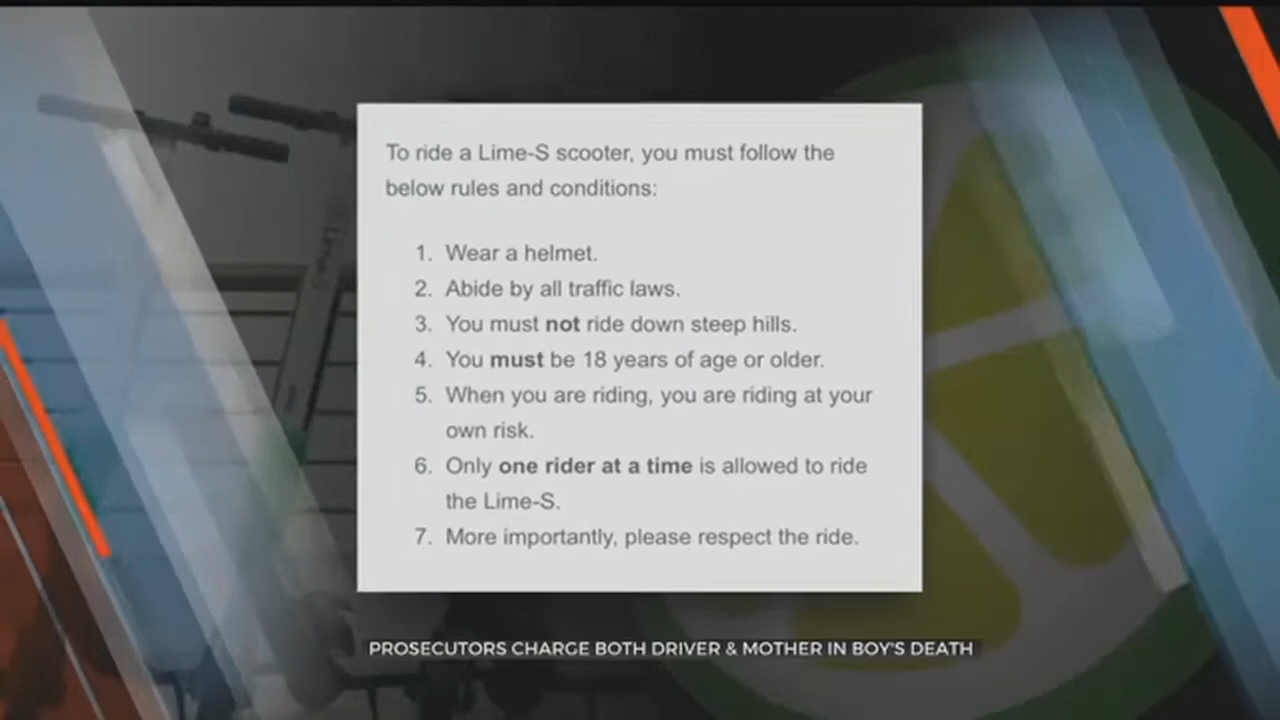 To ride a Lime-S scooter, you must follow the
below rules and conditions:
1. Wear a helmet.
2. Abide by all traffic laws.
3. You must not ride down steep hills.
4. You must be 18 years of age or older.
5. When you are riding, you are riding at your
own risk.
6. Only one rider at a time is allowed to ride
the Lime-S.
7. More importantly, please respect the ride.
PROSECUTORS CHARGE BOTH DRIVER & MOTHER IN BOY'S DEATH